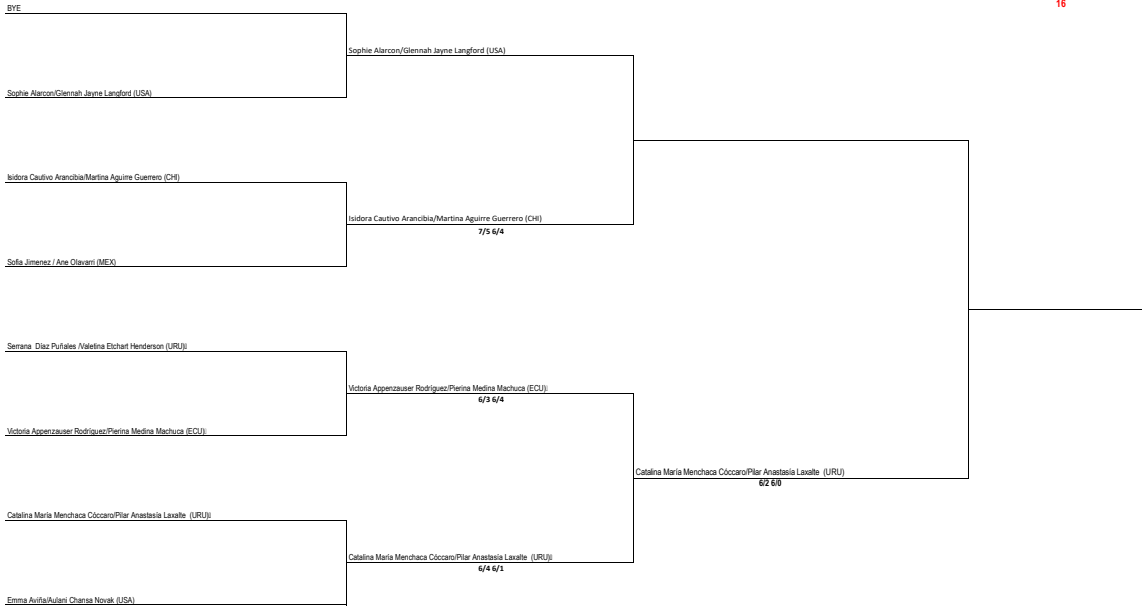 16
BYE
Sophie Alarcon/Glennah Jayne Langford (USA)
Sophie Alarcon/Glennah Jayne Langford (USA)
Isidora Cautivo Arancibia/Martina Aguirre Guerrero (CHI)
Isidora Cautivo Arancibia/Martina Aguirre Guerrero (CHI)
7/5 6/4
Sofia Jimenez / Ane Olavarri (MEX)
Serrana Díaz Puñales /Valetina Etchart Henderson (URU)
Victoria Appenzauser Rodríguez/Pierina Medina Machuca (ECU)
6/3 6/4
Victoria Appenzauser Rodríguez/Pierina Medina Machuca (ECU)
Catalina María Menchaca Cóccaro/Pilar Anastasía Laxalte (URU)
6/2 6/0
Catalina María Menchaca Cóccaro/Pilar Anastasía Laxalte (URU)
Catalina María Menchaca Cóccaro/Pilar Anastasía Laxalte (URU)
6/4 6/1
Emma Aviña/Aulani Chansa Novak (USA)